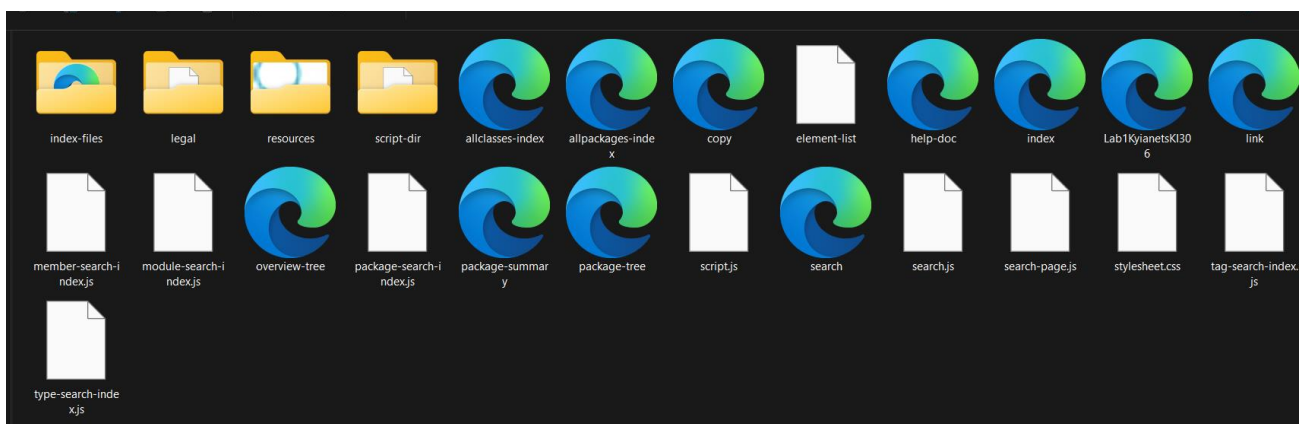 index-files
legal
resources
script-dir
allclasses-index
allpackages-inde
x
copy
element-list
help-doc
index
Lab1KyianetsKI30
6
link
member-search-i
ndex.js
module-search-i
ndex.js
overview-tree
package-search-i
ndex.js
package-summar
y
package-tree
script.js
search
search.js
search-page.js
stylesheet.css
tag-search-index.
js
type-search-inde
x.js